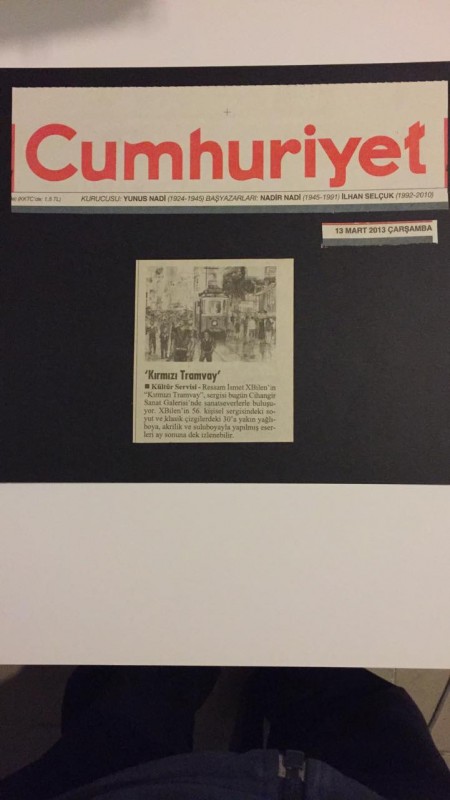 Cumhuriyet
KURUCUSU: YUNUS NADİ (1924-1945) BAŞYAZARLARI: NADİR NADİ (1945-1991) İLHAN SELÇUK (1992-2010)
13 MART 2013 ÇARŞAMBA
'Kırmızı Tramvay'
■ Kültür Servisi - Ressam İsmet XBilen'in
"Kırmızı Tramvay", sergisi bugün Cihangir
Sanat Galerisi'nde sanatseverlerle buluşu-
yor. XBilen'in 56. kişisel sergisindeki so-
yut ve klasik çizgilerdeki 30'a yakın yağlı-
boya, akrilik ve suluboyayla yapılmış eser-
leri ay sonuna dek izlenebilir.